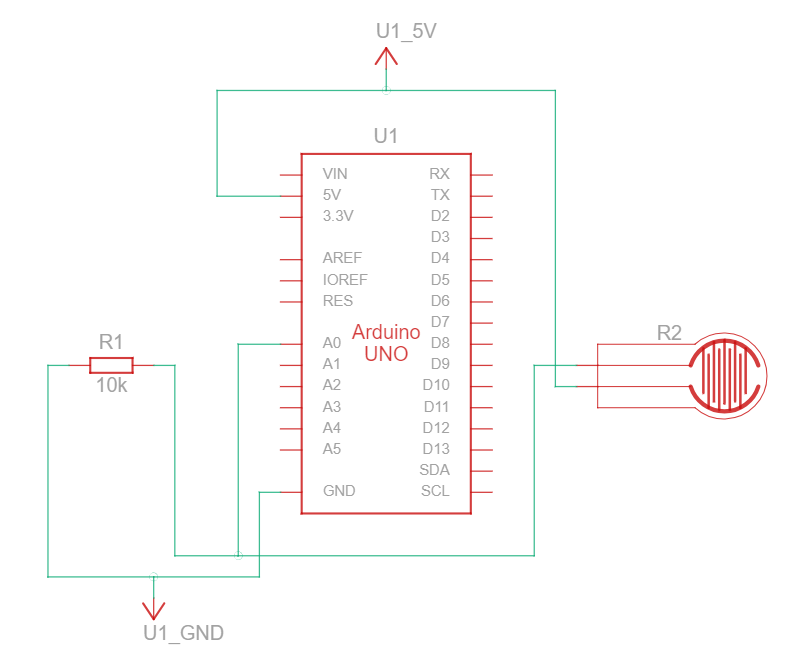 U1_5V
U1
VIN RX
5V TX
3.3V D2
D3
AREF D4
IOREF D5
RES D6
D7
Arduino
UNO
A0 D8
A1 D9
A2 D10
A3 D11
A4 D12
A5 D13
SDA
GND SCL
R1
10k
R2
U1_GND